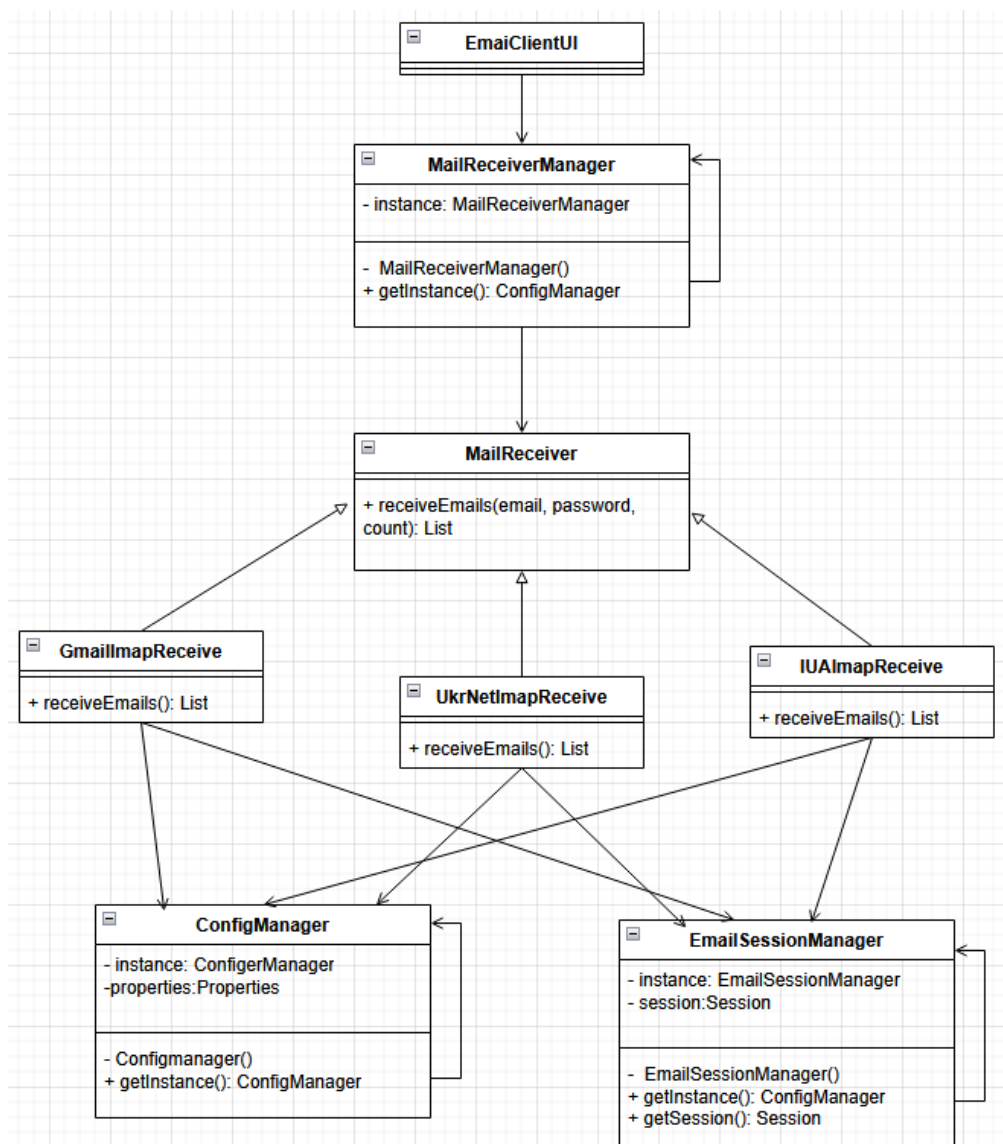 EmaiClientUI
MailReceiverManager
- instance: MailReceiverManager
- MailReceiverManager()
+ getInstance(): ConfigManager
MailReceiver
+ receiveEmails(email, password,
count): List
GmailImapReceive
+ receiveEmails(): List
UkrNetImapReceive
+ receiveEmails(): List
IUAImapReceive
+ receiveEmails(): List
ConfigManager
- instance: ConfigerManager
-properties:Properties
- Configmanager()
+ getInstance(): ConfigManager
EmailSessionManager
- instance: EmailSessionManager
- session:Session
- EmailSessionManager()
+ getInstance(): ConfigManager
+ getSession(): Session